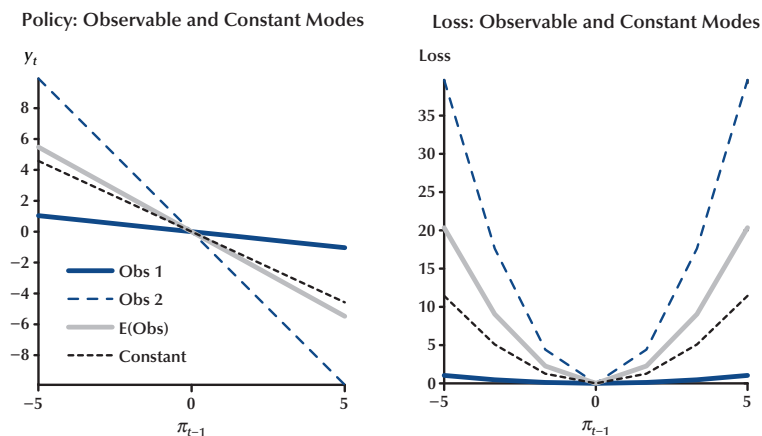 Policy: Observable and Constant Modes
y_t
8
6
4
2
0
−2
−4
−6
−8
Obs 1
Obs 2
E(Obs)
Constant
−5
0
5
π_{t−1}
Loss: Observable and Constant Modes
Loss
35
30
25
20
15
10
5
0
−5
0
5
π_{t−1}